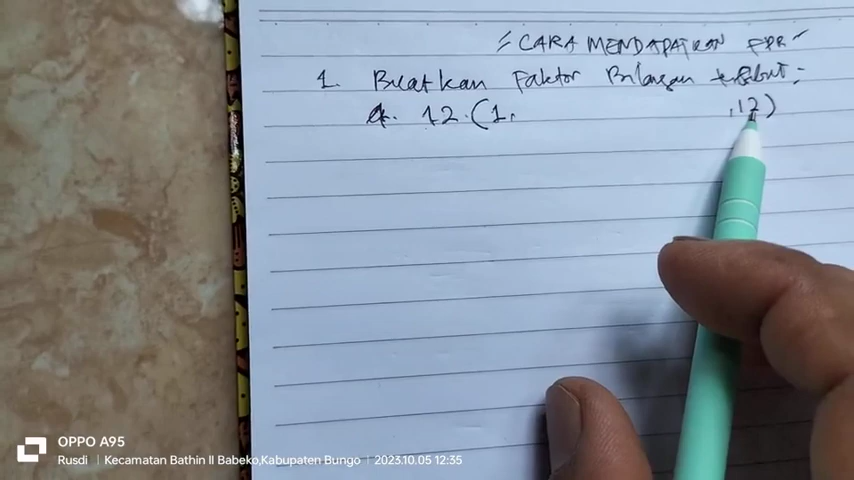 = CARA MENDAPATKAN FPB =
1. Buatkan Faktor Bilangan tersebut :
a. 12. (1, , 12)
OPPO A95
Rusdi | Kecamatan Bathin II Babeko,Kabupaten Bungo | 2023.10.05 12:35